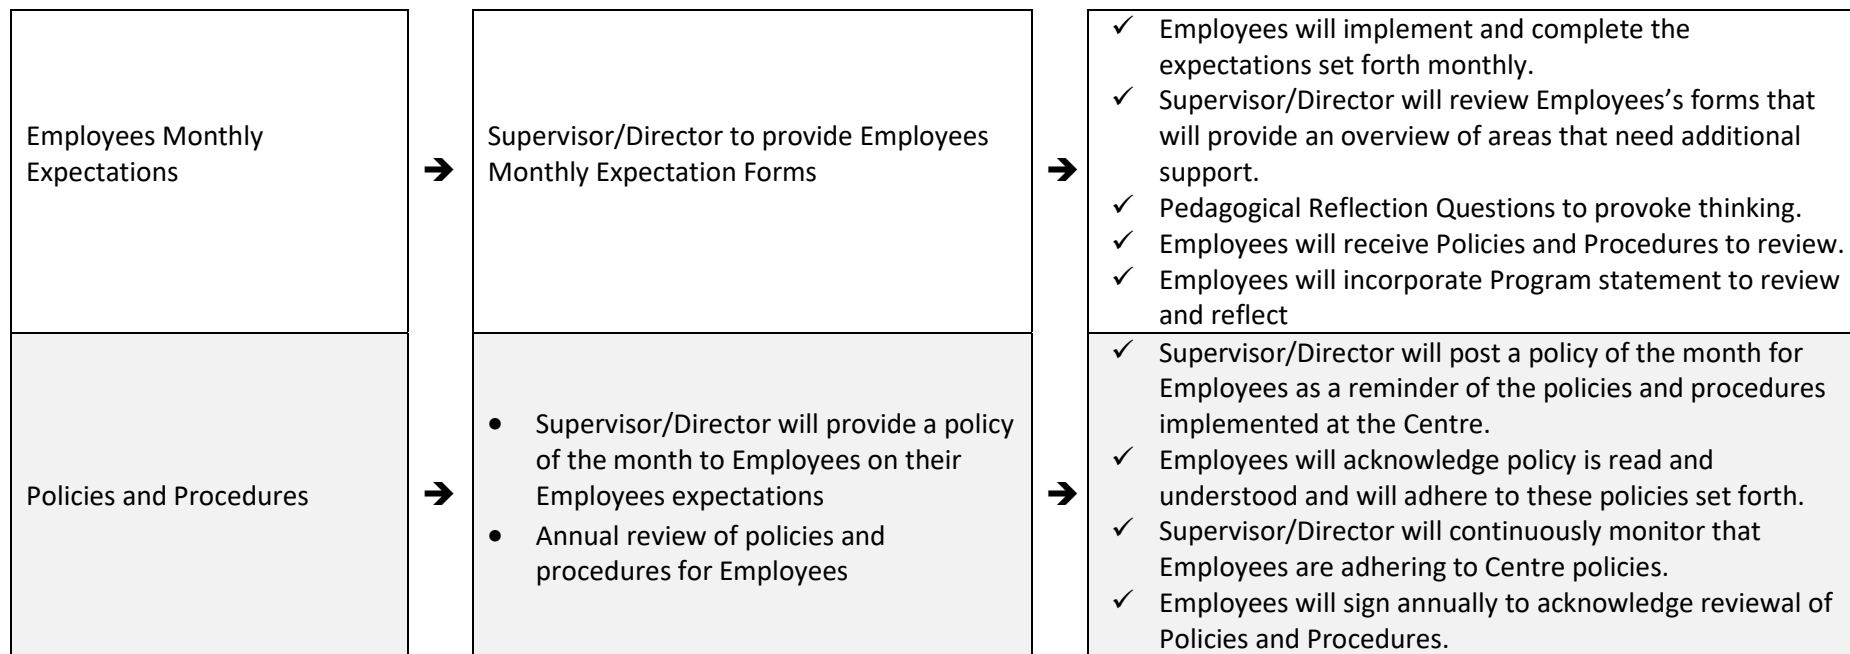 Employees Monthly
Expectations
➔
Supervisor/Director to provide Employees
Monthly Expectation Forms
➔
✓ Employees will implement and complete the
expectations set forth monthly.
✓ Supervisor/Director will review Employees’s forms that
will provide an overview of areas that need additional
support.
✓ Pedagogical Reflection Questions to provoke thinking.
✓ Employees will receive Policies and Procedures to review.
✓ Employees will incorporate Program statement to review
and reflect
Policies and Procedures
➔
• Supervisor/Director will provide a policy
of the month to Employees on their
Employees expectations
• Annual review of policies and
procedures for Employees
➔
✓ Supervisor/Director will post a policy of the month for
Employees as a reminder of the policies and procedures
implemented at the Centre.
✓ Employees will acknowledge policy is read and
understood and will adhere to these policies set forth.
✓ Supervisor/Director will continuously monitor that
Employees are adhering to Centre policies.
✓ Employees will sign annually to acknowledge reviewal of
Policies and Procedures.